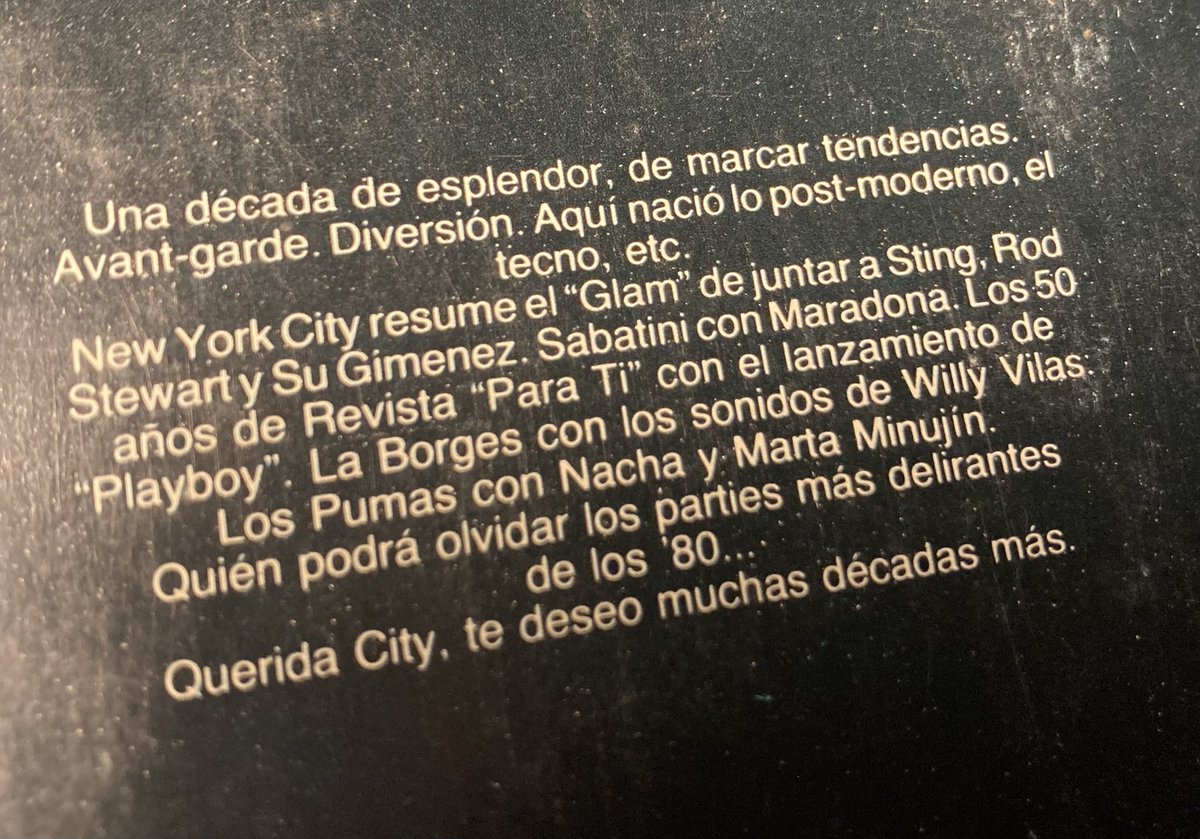 Una década de esplendor, de marcar tendencias.
Avant-garde. Diversión. Aquí nació lo post-moderno, el
tecno, etc.
New York City resume el “Glam” de juntar a Sting, Rod
Stewart y Su Gimenez. Sabatini con Maradona. Los 50
años de Revista “Para Ti” con el lanzamiento de
“Playboy”. La Borges con los sonidos de Willy Vilas.
Los Pumas con Nacha y Marta Minujín.
Quién podrá olvidar los parties más delirantes
de los '80...
Querida City, te deseo muchas décadas más.